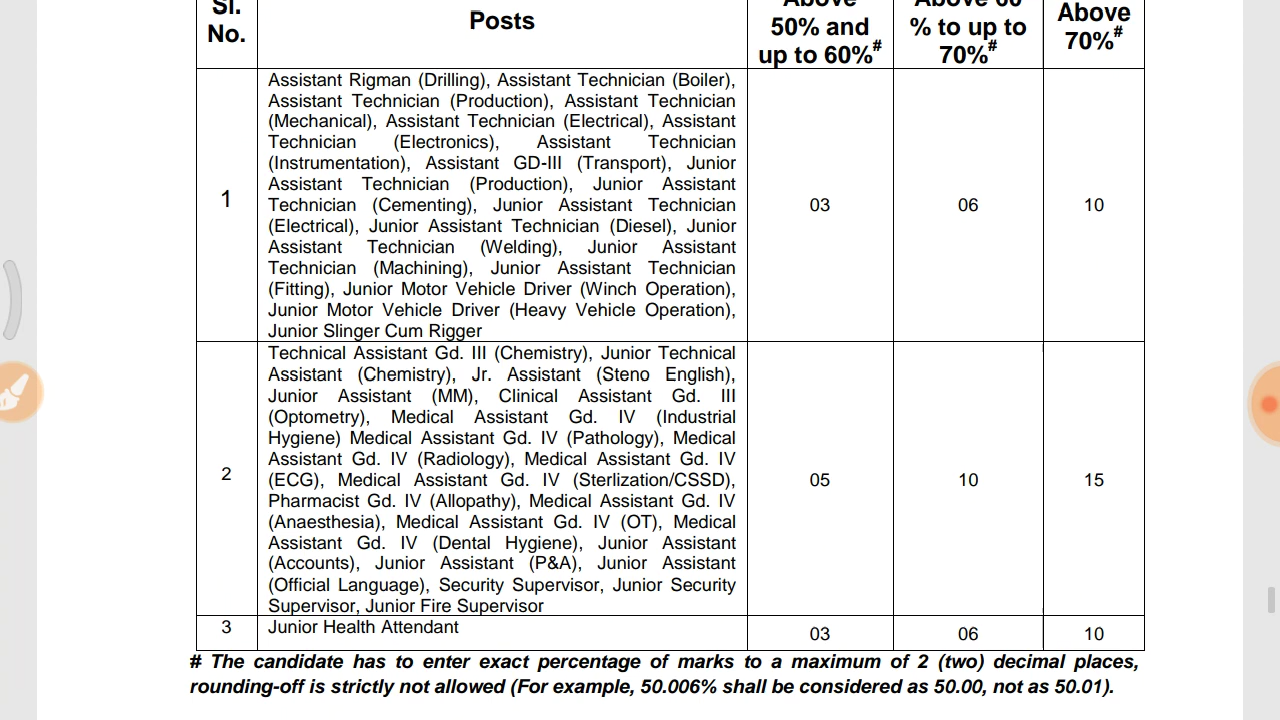 Sl.
No.
Posts
Above
50% and
up to 60%#
Above 60
% to up to
70%#
Above
70%#
1
Assistant Rigman (Drilling), Assistant Technician (Boiler),
Assistant Technician (Production), Assistant Technician
(Mechanical), Assistant Technician (Electrical), Assistant
Technician (Electronics), Assistant Technician
(Instrumentation), Assistant GD-III (Transport), Junior
Assistant Technician (Production), Junior Assistant
Technician (Cementing), Junior Assistant Technician
(Electrical), Junior Assistant Technician (Diesel), Junior
Assistant Technician (Welding), Junior Assistant
Technician (Machining), Junior Assistant Technician
(Fitting), Junior Motor Vehicle Driver (Winch Operation),
Junior Motor Vehicle Driver (Heavy Vehicle Operation),
Junior Slinger Cum Rigger
03
06
10
2
Technical Assistant Gd. III (Chemistry), Junior Technical
Assistant (Chemistry), Jr. Assistant (Steno English),
Junior Assistant (MM), Clinical Assistant Gd. III
(Optometry), Medical Assistant Gd. IV (Industrial
Hygiene) Medical Assistant Gd. IV (Pathology), Medical
Assistant Gd. IV (Radiology), Medical Assistant Gd. IV
(ECG), Medical Assistant Gd. IV (Sterlization/CSSD),
Pharmacist Gd. IV (Allopathy), Medical Assistant Gd. IV
(Anaesthesia), Medical Assistant Gd. IV (OT), Medical
Assistant Gd. IV (Dental Hygiene), Junior Assistant
(Accounts), Junior Assistant (P&A), Junior Assistant
(Official Language), Security Supervisor, Junior Security
Supervisor, Junior Fire Supervisor
05
10
15
3
Junior Health Attendant
03
06
10
# The candidate has to enter exact percentage of marks to a maximum of 2 (two) decimal places,
rounding-off is strictly not allowed (For example, 50.006% shall be considered as 50.00, not as 50.01).